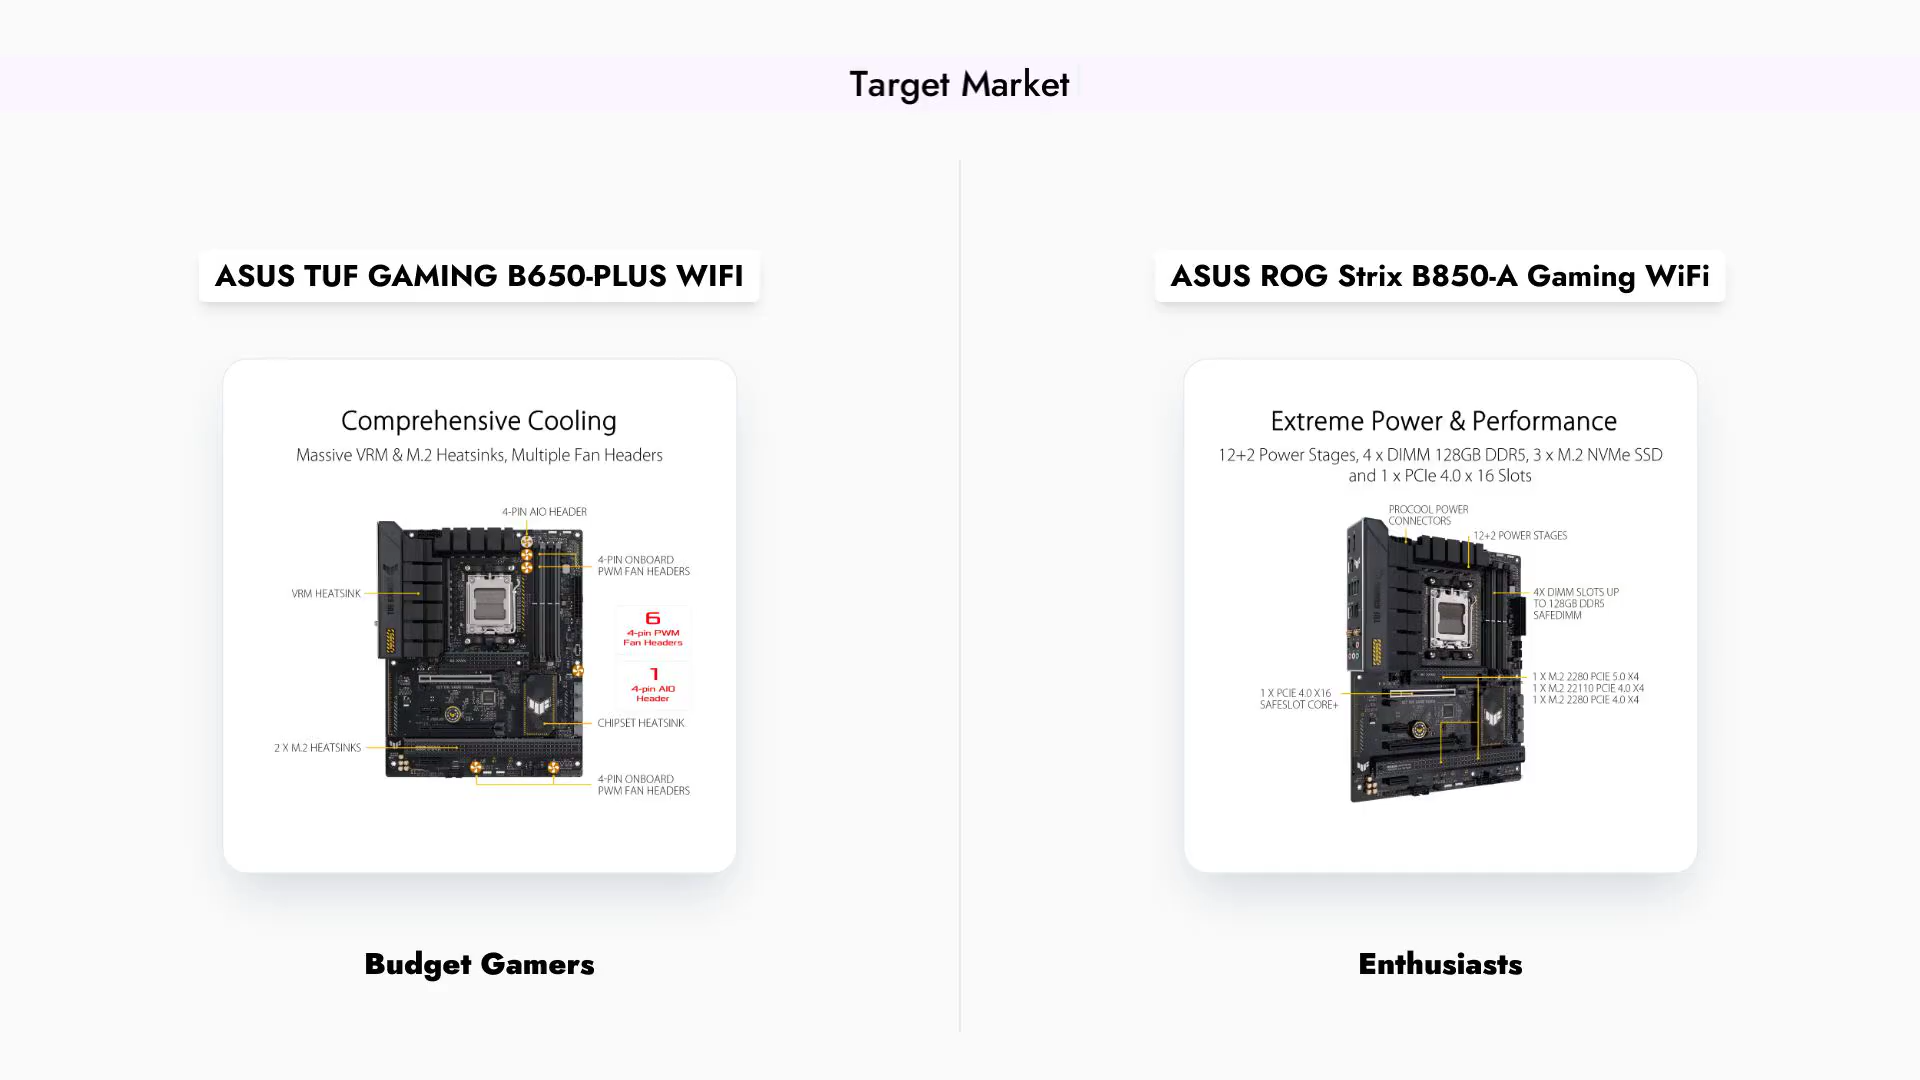 Target Market
ASUS TUF GAMING B650-PLUS WIFI
Comprehensive Cooling
Massive VRM & M.2 Heatsinks, Multiple Fan Headers
4-PIN AIO HEADER
4-PIN ONBOARD
PWM FAN HEADERS
VRM HEATSINK
6
4-pin PWM
Fan Headers
1
4-pin AIO
Header
CHIPSET HEATSINK
2 X M.2 HEATSINKS
4-PIN ONBOARD
PWM FAN HEADERS
Budget Gamers
ASUS ROG Strix B850-A Gaming WiFi
Extreme Power & Performance
12+2 Power Stages, 4 x DIMM 128GB DDR5, 3 x M.2 NVMe SSD
and 1 x PCIe 4.0 x 16 Slots
PROCOOL POWER
CONNECTORS
12+2 POWER STAGES
4X DIMM SLOTS UP
TO 128GB DDR5
SAFEDIMM
1 X M.2 2280 PCIE 5.0 X4
1 X M.2 22110 PCIE 4.0 X4
1 X M.2 2280 PCIE 4.0 X4
1 X PCIE 4.0 X16
SAFESLOT CORE+
Enthusiasts